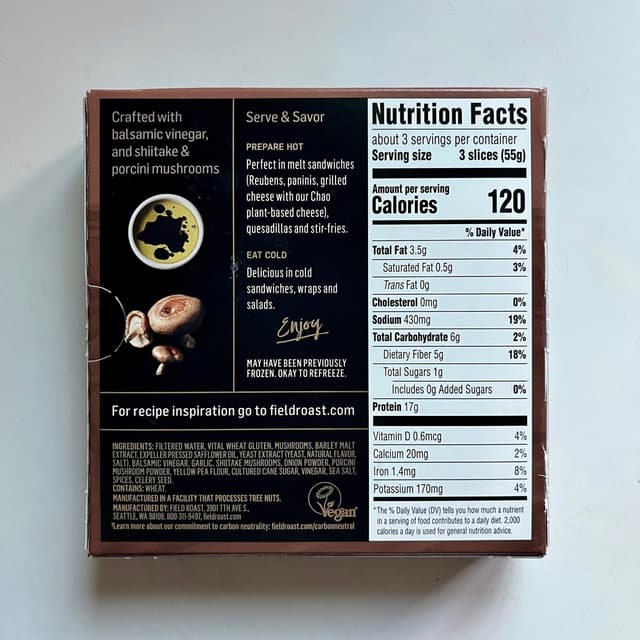 Crafted with
balsamic vinegar,
and shiitake &
porcini mushrooms
Serve & Savor
PREPARE HOT
Perfect in melt sandwiches
(Reubens, paninis, grilled
cheese with our Chao
plant-based cheese),
quesadillas and stir-fries.
EAT COLD
Delicious in cold
sandwiches, wraps and
salads.
Enjoy
MAY HAVE BEEN PREVIOUSLY
FROZEN. OKAY TO REFREEZE.
For recipe inspiration go to fieldroast.com
INGREDIENTS: FILTERED WATER, VITAL WHEAT GLUTEN, MUSHROOMS, BARLEY MALT
EXTRACT, EXPELLER PRESSED SAFFLOWER OIL, YEAST EXTRACT (YEAST, NATURAL FLAVOR,
SALT), BALSAMIC VINEGAR, GARLIC, SHIITAKE MUSHROOMS, ONION POWDER, PORCINI
MUSHROOM POWDER, YELLOW PEA FLOUR, CULTURED CANE SUGAR, VINEGAR, SEA SALT,
SPICES, CELERY SEED.
CONTAINS: WHEAT.
MANUFACTURED IN A FACILITY THAT PROCESSES TREE NUTS.
MANUFACTURED BY: FIELD ROAST, 3901 7TH AVE S.,
SEATTLE, WA 98108, 800-311-9497, fieldroast.com
*Learn more about our commitment to carbon neutrality: fieldroast.com/carbonneutral
Vegan
Nutrition Facts
about 3 servings per container
Serving size 3 slices (55g)
Amount per serving
Calories 120
% Daily Value*
Total Fat 3.5g 4%
Saturated Fat 0.5g 3%
Trans Fat 0g
Cholesterol 0mg 0%
Sodium 430mg 19%
Total Carbohydrate 6g 2%
Dietary Fiber 5g 18%
Total Sugars 1g
Includes 0g Added Sugars 0%
Protein 17g
Vitamin D 0.6mcg 4%
Calcium 20mg 2%
Iron 1.4mg 8%
Potassium 170mg 4%
*The % Daily Value (DV) tells you how much a nutrient
in a serving of food contributes to a daily diet. 2,000
calories a day is used for general nutrition advice.